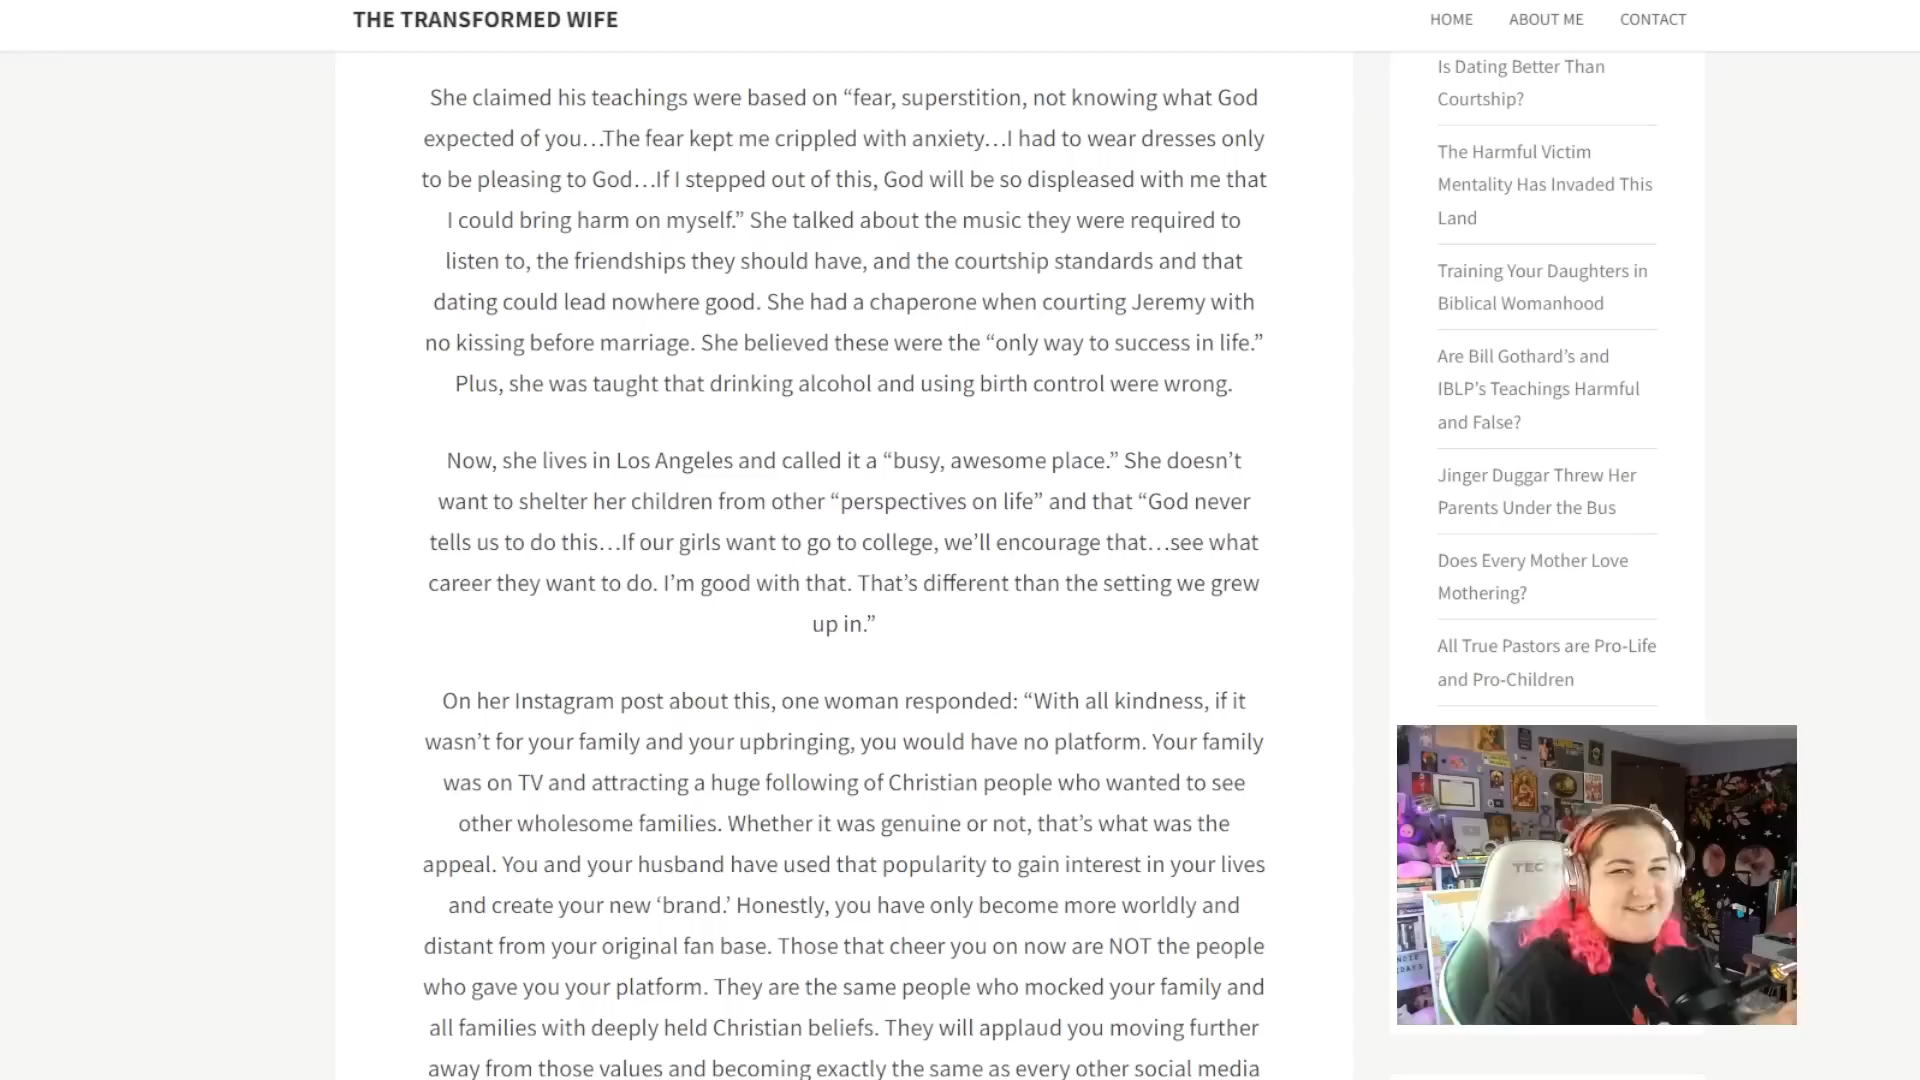 THE TRANSFORMED WIFE
HOME
ABOUT ME
CONTACT
She claimed his teachings were based on “fear, superstition, not knowing what God
expected of you…The fear kept me crippled with anxiety…I had to wear dresses only
to be pleasing to God…If I stepped out of this, God will be so displeased with me that
I could bring harm on myself.” She talked about the music they were required to
listen to, the friendships they should have, and the courtship standards and that
dating could lead nowhere good. She had a chaperone when courting Jeremy with
no kissing before marriage. She believed these were the “only way to success in life.”
Plus, she was taught that drinking alcohol and using birth control were wrong.
Now, she lives in Los Angeles and called it a “busy, awesome place.” She doesn’t
want to shelter her children from other “perspectives on life” and that “God never
tells us to do this…If our girls want to go to college, we’ll encourage that…see what
career they want to do. I’m good with that. That’s different than the setting we grew
up in.”
On her Instagram post about this, one woman responded: “With all kindness, if it
wasn’t for your family and your upbringing, you would have no platform. Your family
was on TV and attracting a huge following of Christian people who wanted to see
other wholesome families. Whether it was genuine or not, that’s what was the
appeal. You and your husband have used that popularity to gain interest in your lives
and create your new ‘brand.’ Honestly, you have only become more worldly and
distant from your original fan base. Those that cheer you on now are NOT the people
who gave you your platform. They are the same people who mocked your family and
all families with deeply held Christian beliefs. They will applaud you moving further
away from those values and becoming exactly the same as every other social media
Is Dating Better Than
Courtship?
The Harmful Victim
Mentality Has Invaded This
Land
Training Your Daughters in
Biblical Womanhood
Are Bill Gothard’s and
IBLP’s Teachings Harmful
and False?
Jinger Duggar Threw Her
Parents Under the Bus
Does Every Mother Love
Mothering?
All True Pastors are Pro-Life
and Pro-Children
TEC